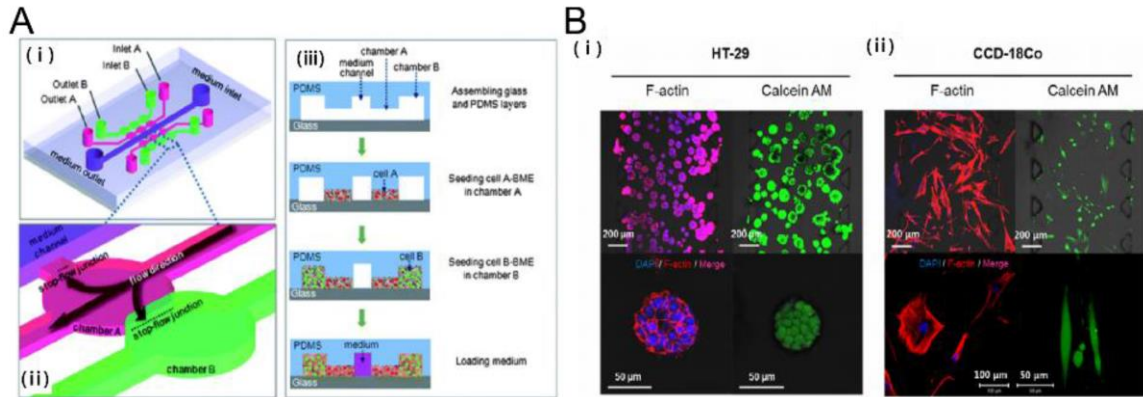 A
(i)
Inlet A
Inlet B
Outlet B
Outlet A
medium inlet
medium outlet
medium
channel
stop-flow junction
flow direction
chamber A
stop-flow junction
chamber B
(ii)
(iii)
chamber A
medium
channel
chamber B
PDMS
Glass
Assembling glass
and PDMS layers
PDMS
cell A
Glass
Seeding cell A-BME
in chamber A
PDMS
cell B
Glass
Seeding cell B-BME
in chamber B
PDMS
medium
Glass
Loading medium
B
(i)
HT-29
F-actin
Calcein AM
200 μm
200 μm
DAPI / F-actin / Merge
50 μm
50 μm
(ii)
CCD-18Co
F-actin
Calcein AM
200 μm
200 μm
DAPI / F-actin / Merge
100 μm
50 μm